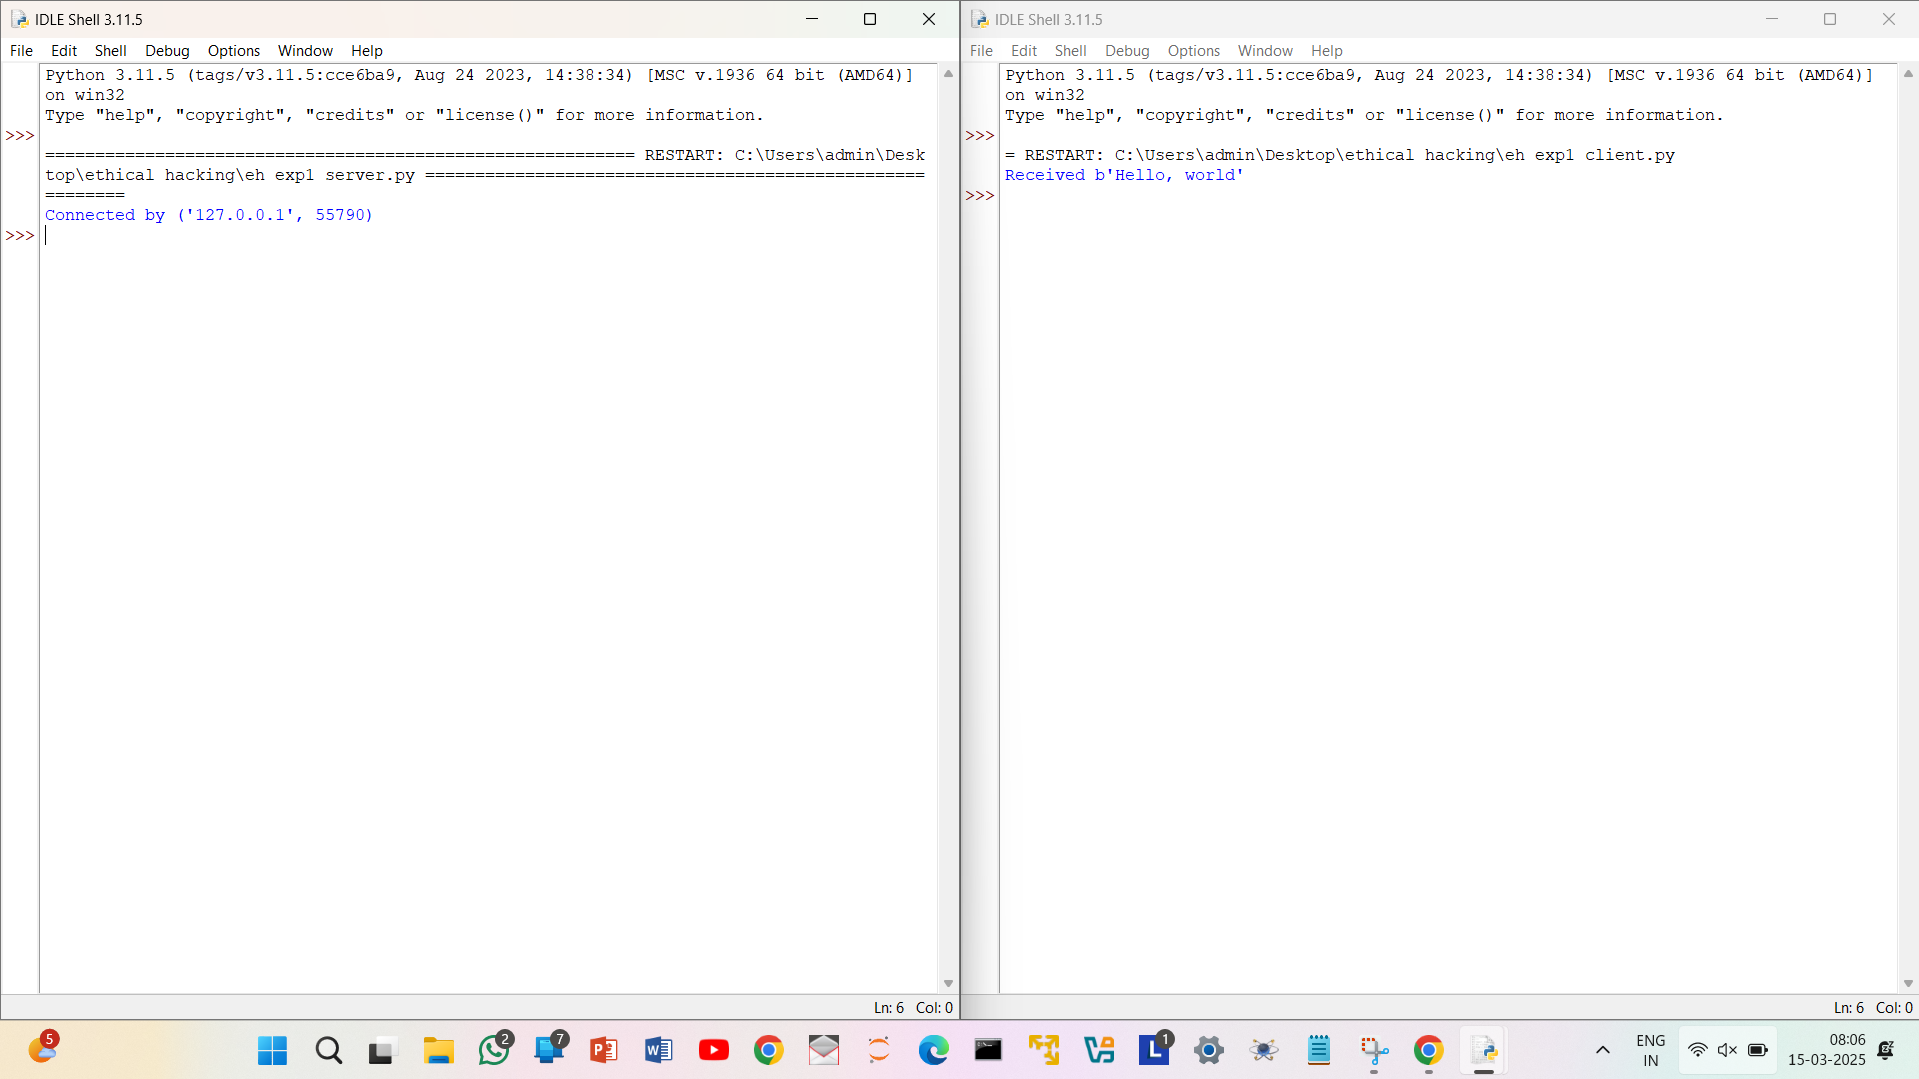 IDLE Shell 3.11.5
File Edit Shell Debug Options Window Help
Python 3.11.5 (tags/v3.11.5:cce6ba9, Aug 24 2023, 14:38:34) [MSC v.1936 64 bit (AMD64)]
on win32
Type "help", "copyright", "credits" or "license()" for more information.
>>>
=========================================================== RESTART: C:\Users\admin\Desk
top\ethical hacking\eh exp1 server.py ==================================================
========
Connected by ('127.0.0.1', 55790)
>>>
Ln: 6 Col: 0
IDLE Shell 3.11.5
File Edit Shell Debug Options Window Help
Python 3.11.5 (tags/v3.11.5:cce6ba9, Aug 24 2023, 14:38:34) [MSC v.1936 64 bit (AMD64)]
on win32
Type "help", "copyright", "credits" or "license()" for more information.
>>>
= RESTART: C:\Users\admin\Desktop\ethical hacking\eh exp1 client.py
Received b'Hello, world'
>>>
Ln: 6 Col: 0
5
2
7
1
ENG
IN
08:06
15-03-2025